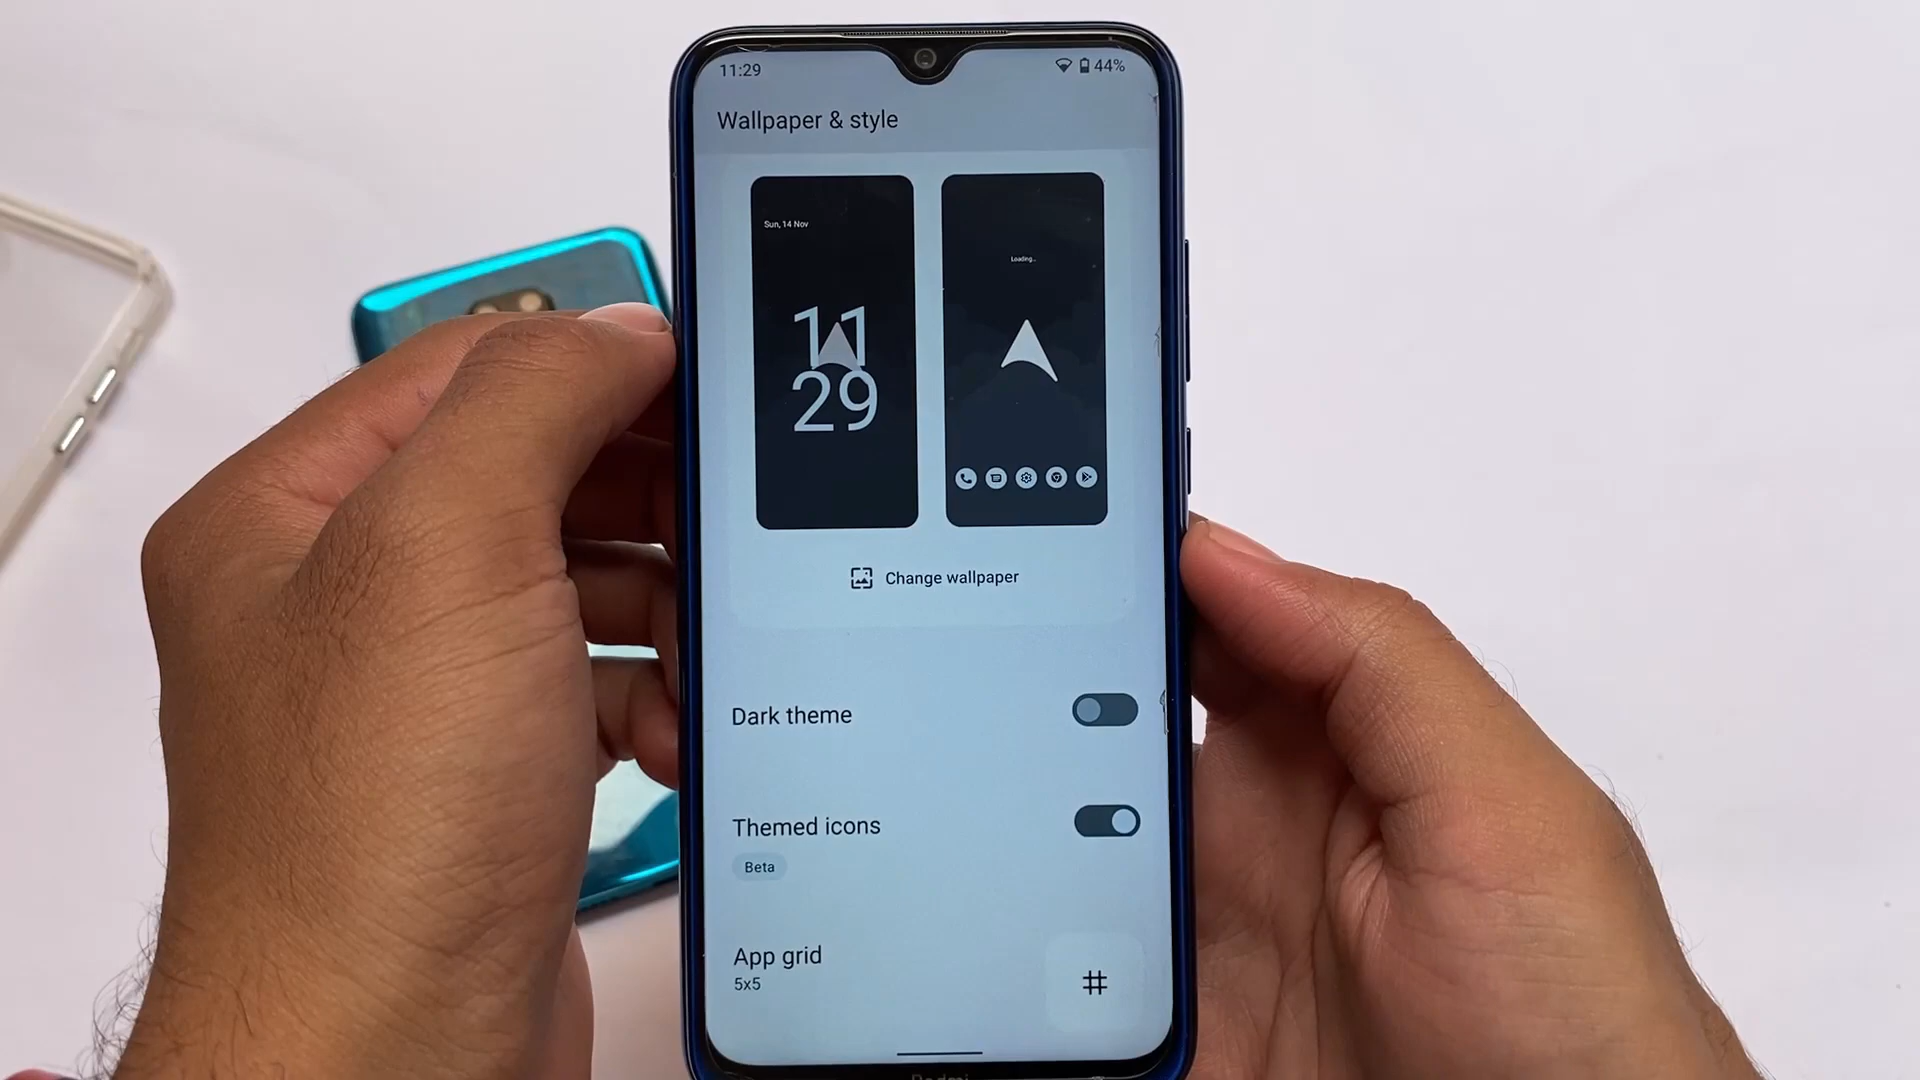 11:29
44%
Wallpaper & style
Sun, 14 Nov
Loading...
11
29
Change wallpaper
Dark theme
Themed icons
Beta
App grid
5x5
Redmi